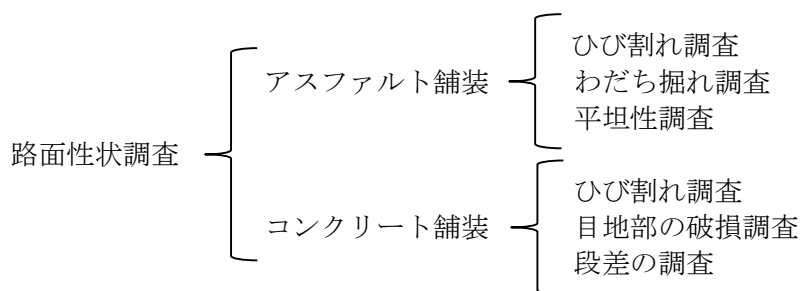 路面性状調査
アスファルト舗装
ひび割れ調査
わだち掘れ調査
平坦性調査
コンクリート舗装
ひび割れ調査
目地部の破損調査
段差の調査